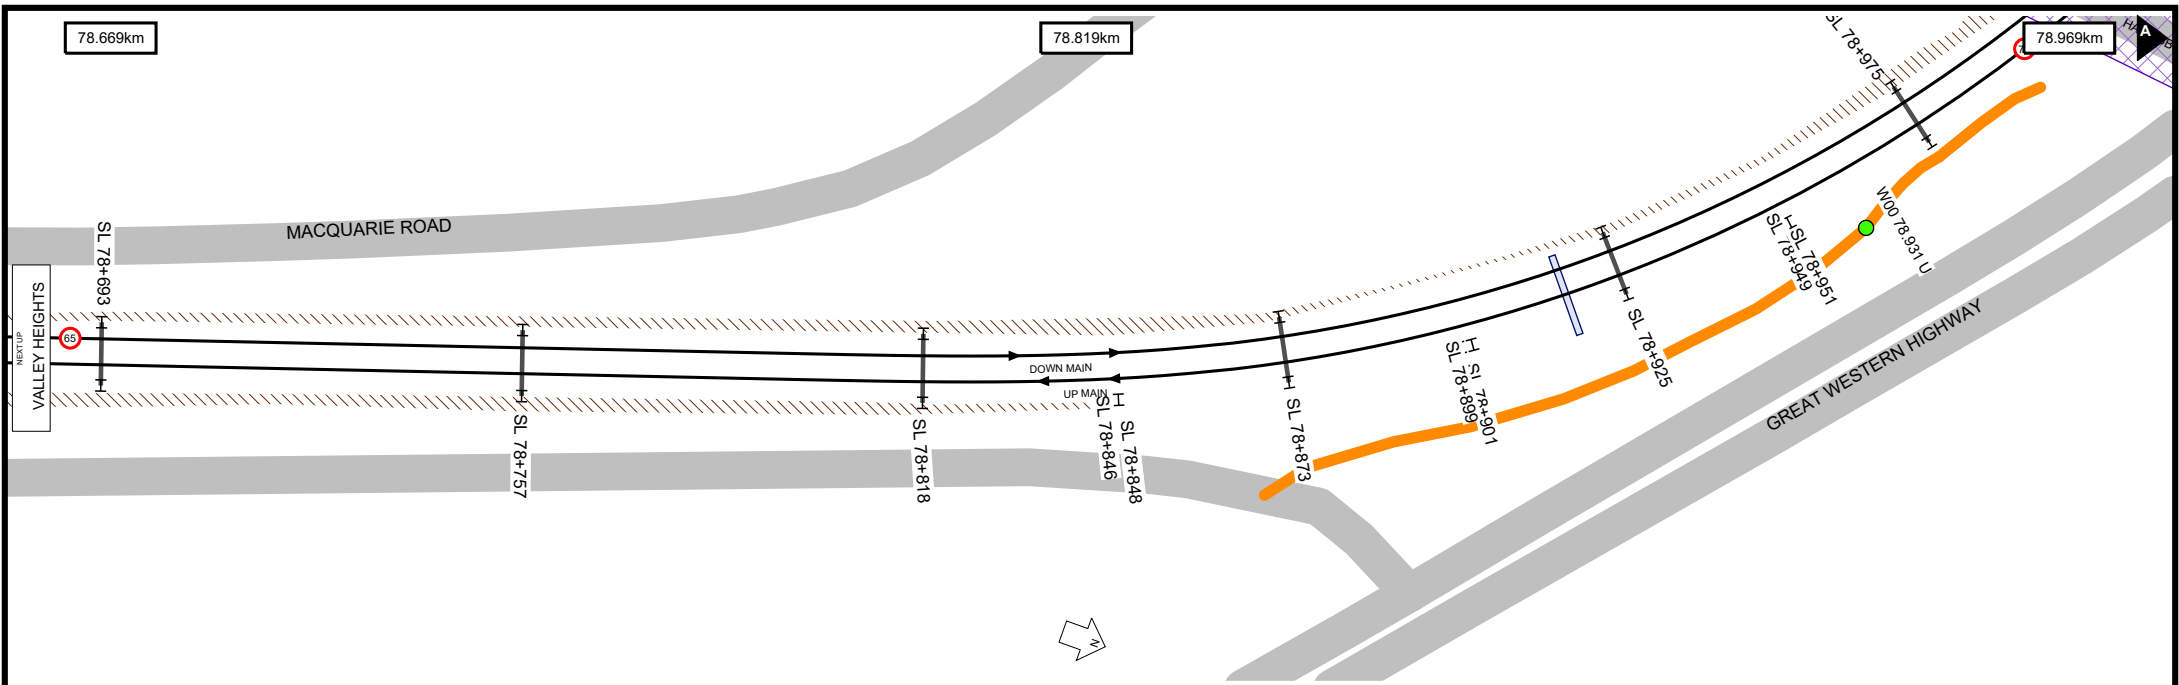 78.669km
78.819km
78.969km
A
SL 78+975
MACQUARIE ROAD
SL 78+693
NEXT UP
VALLEY HEIGHTS
65
DOWN MAIN
UP MAIN
SL 78+757
SL 78+818
SL 78+846
SL 78+848
SL 78+873
SL 78+899
SL 78+901
SL 78+925
SL 78+949
SL 78+951
W00 78.931 U
GREAT WESTERN HIGHWAY
N